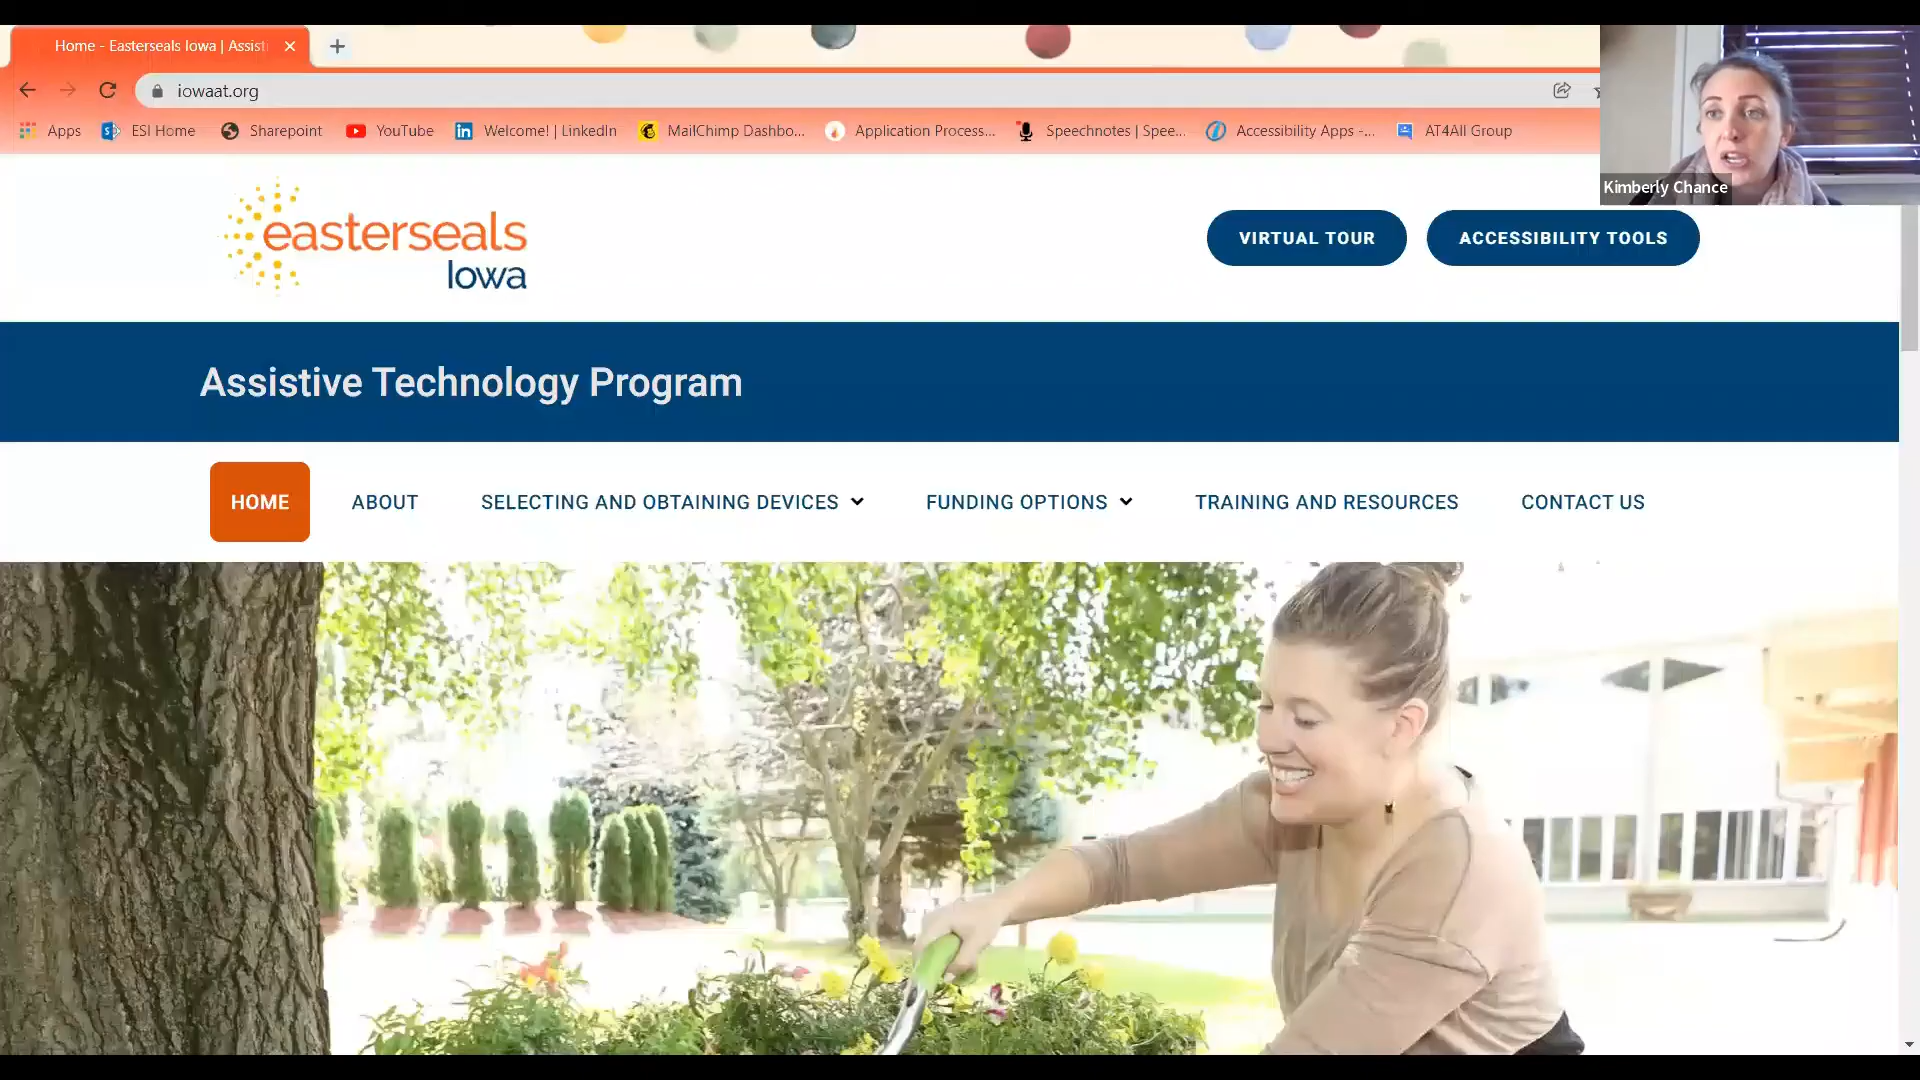 Home - Easterseals Iowa | Assist
iowaat.org
Apps ESI Home Sharepoint YouTube Welcome! | LinkedIn MailChimp Dashbo... Application Process... Speechnotes | Spee... Accessibility Apps -... AT4All Group
Kimberly Chance
easterseals
Iowa
VIRTUAL TOUR ACCESSIBILITY TOOLS
Assistive Technology Program
HOME ABOUT SELECTING AND OBTAINING DEVICES FUNDING OPTIONS TRAINING AND RESOURCES CONTACT US